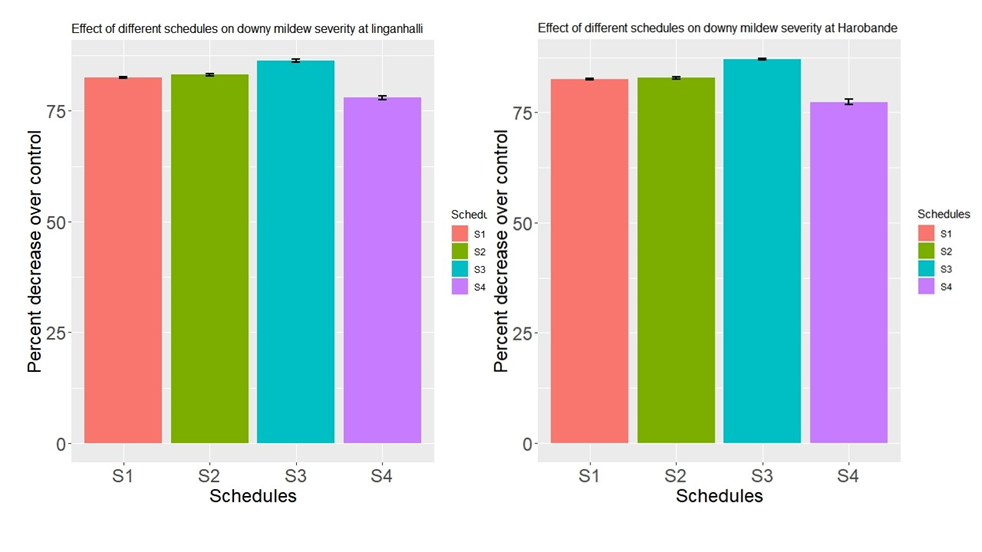 Effect of different schedules on downy mildew severity at linganhalli
Percent decrease over control
75
50
25
0
S1 S2 S3 S4
Schedules
Schedu
S1
S2
S3
S4
Effect of different schedules on downy mildew severity at Harobande
Percent decrease over control
75
50
25
0
S1 S2 S3 S4
Schedules
Schedules
S1
S2
S3
S4